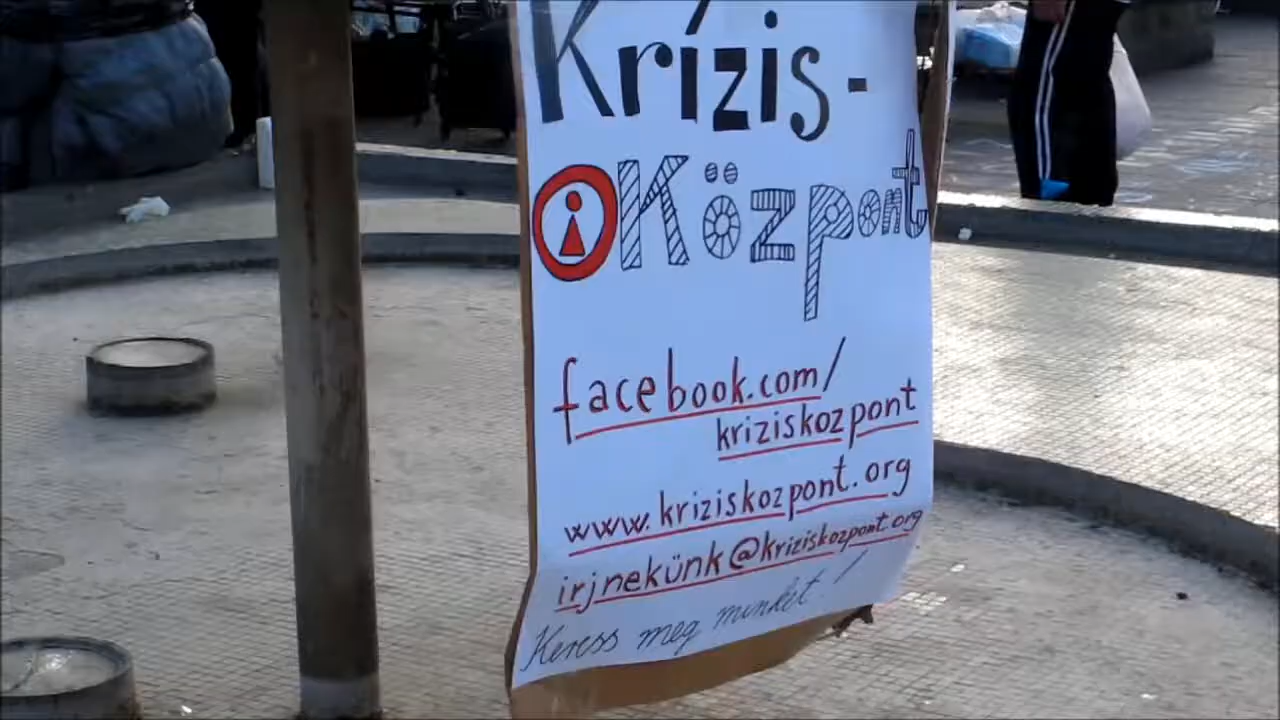 Krízis-
Központ
facebook.com/
kriziskozpont
www.kriziskozpont.org
irjnekünk@kriziskozpont.org
Keress meg minket!